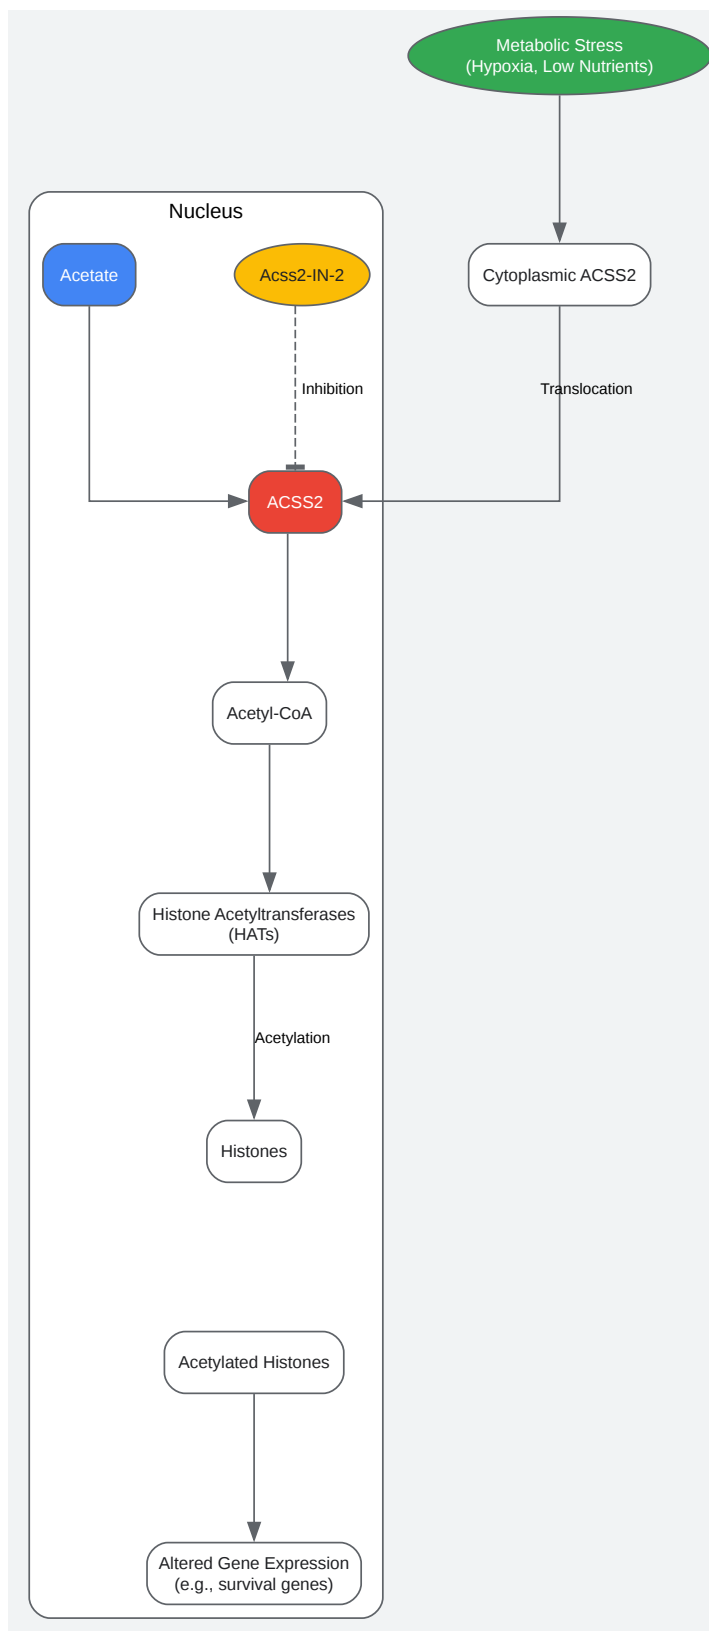 Metabolic Stress
(Hypoxia, Low Nutrients)
Nucleus
Acetate
Acss2-IN-2
Cytoplasmic ACSS2
Inhibition
Translocation
ACSS2
Acetyl-CoA
Histone Acetyltransferases
(HATs)
Acetylation
Histones
Acetylated Histones
Altered Gene Expression
(e.g., survival genes)